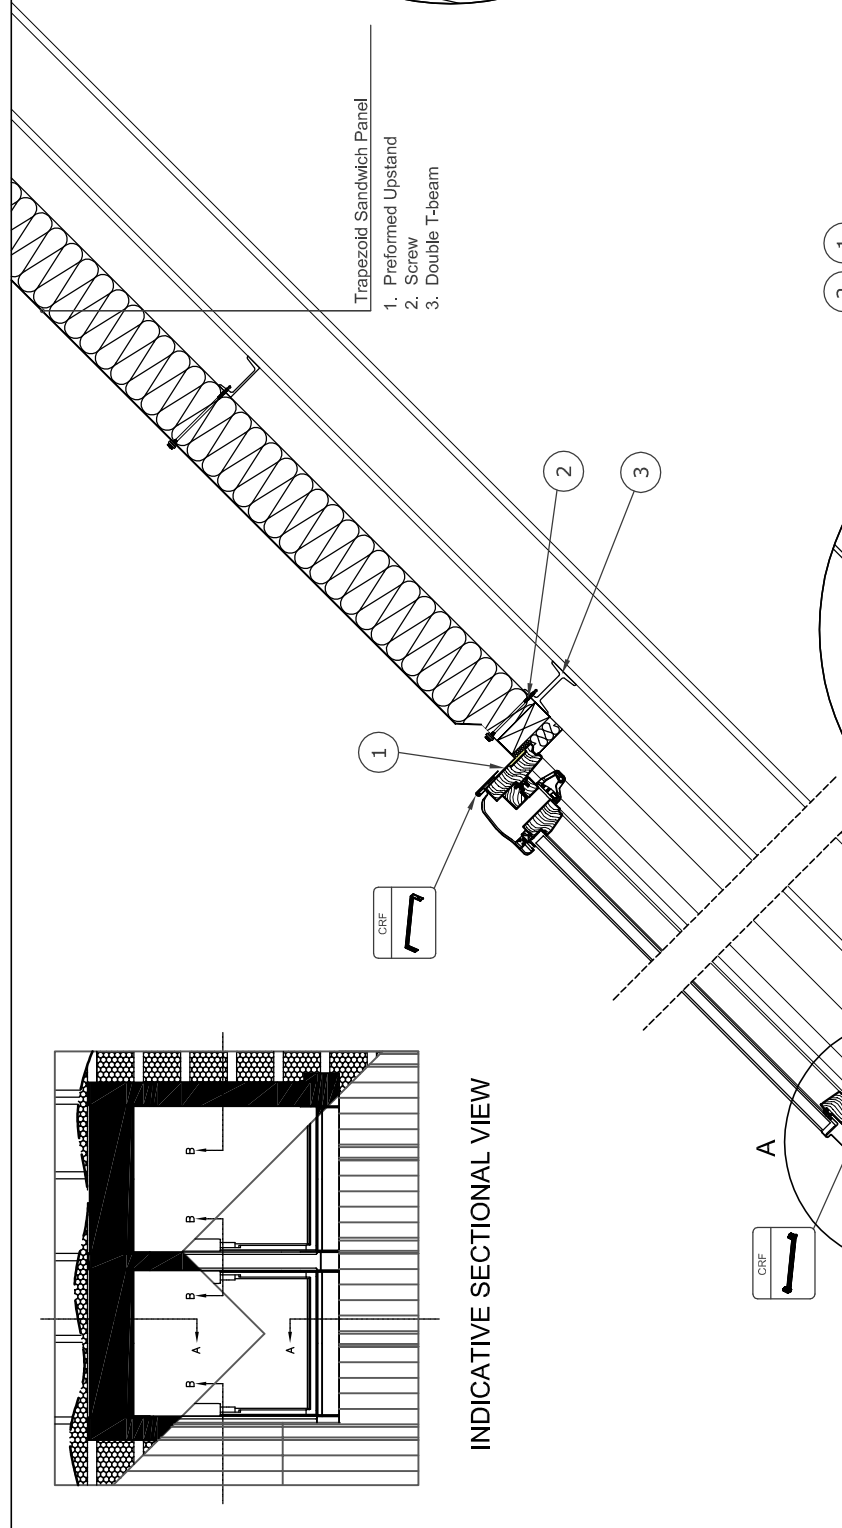 Trapezoid Sandwich Panel
1. Preformed Upstand
2. Screw
3. Double T-beam
1
2
3
CRF
B
B
B
B
A
A
INDICATIVE SECTIONAL VIEW
A
CRF